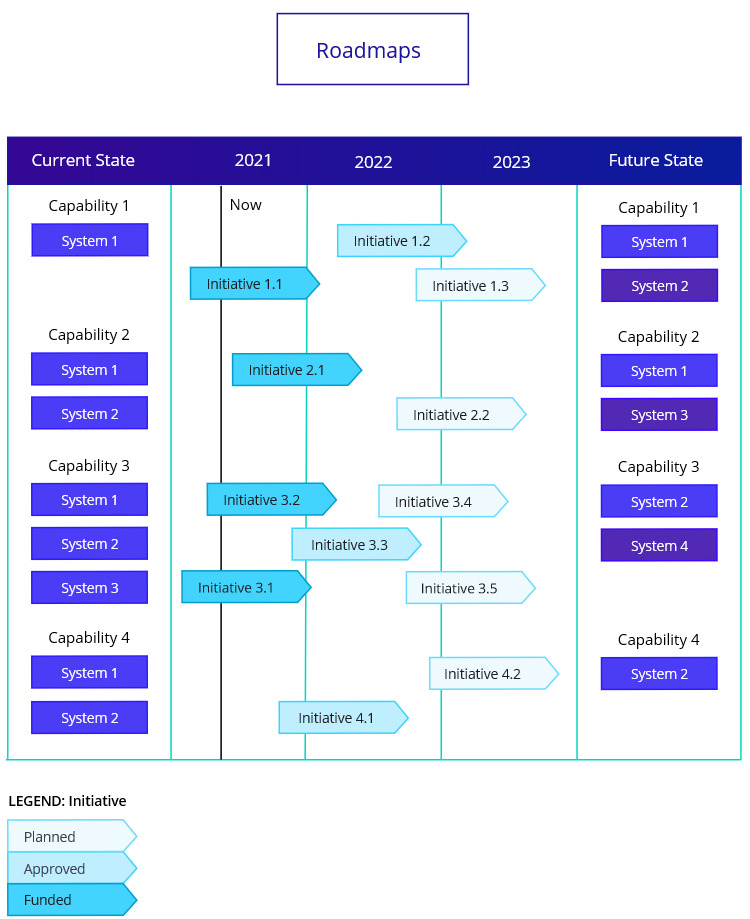 Roadmaps
Current State 2021 2022 2023 Future State
Capability 1 Now Capability 1
System 1 Initiative 1.2 System 1
Initiative 1.1 Initiative 1.3 System 2
Capability 2 Capability 2
System 1 Initiative 2.1 System 1
System 2 Initiative 2.2 System 3
Capability 3 Capability 3
System 1 Initiative 3.2 Initiative 3.4 System 2
System 2 Initiative 3.3 System 4
System 3 Initiative 3.1 Initiative 3.5
Capability 4 Capability 4
System 1 Initiative 4.2 System 2
System 2 Initiative 4.1
LEGEND: Initiative
Planned
Approved
Funded